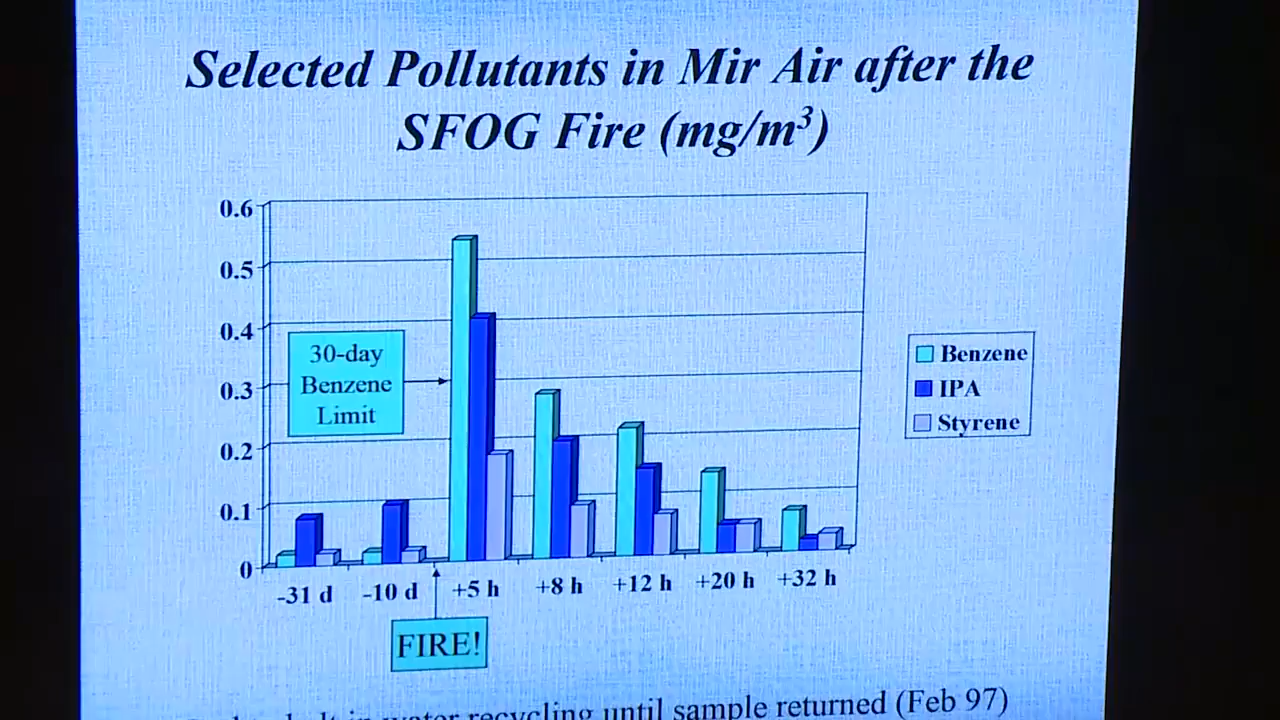 Selected Pollutants in Mir Air after the
SFOG Fire (mg/m³)
0.6
0.5
0.4
0.3
0.2
0.1
0
30-day
Benzene
Limit
Benzene
IPA
Styrene
-31 d -10 d +5 h +8 h +12 h +20 h +32 h
FIRE!
in water recycling until sample returned (Feb 97)